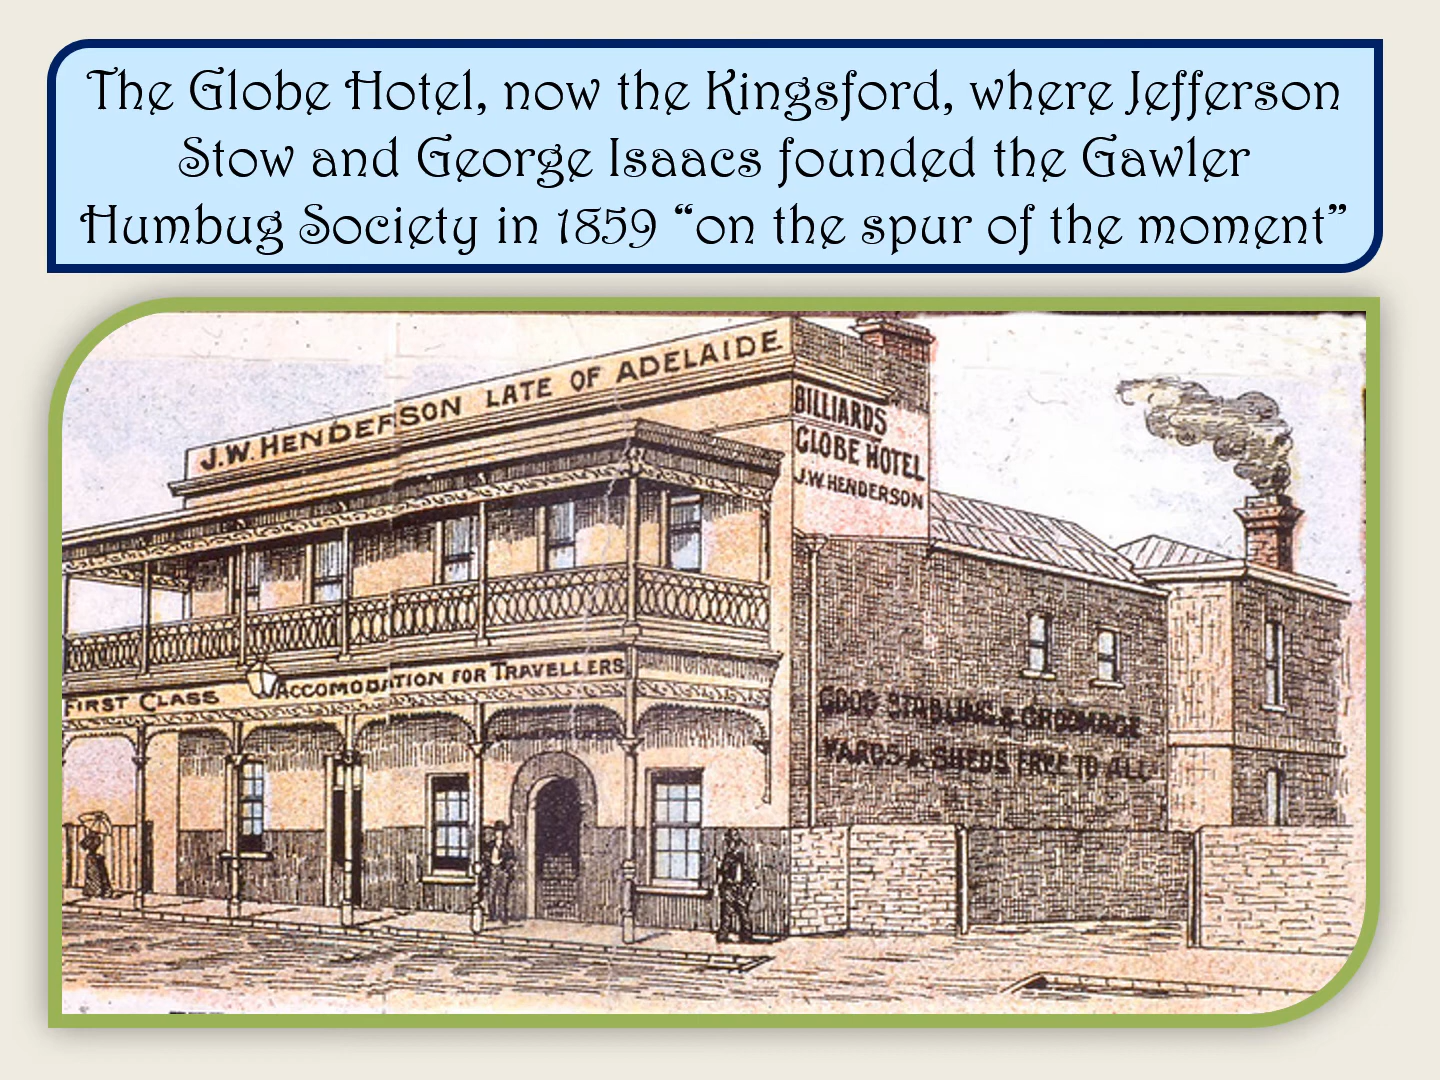 The Globe Hotel, now the Kingsford, where Jefferson
Stow and George Isaacs founded the Gawler
Humbug Society in 1859 “on the spur of the moment”
J.W. HENDERSON LATE OF ADELAIDE
BILLIARDS
GLOBE HOTEL
J.W. HENDERSON
FIRST CLASS ACCOMODATION FOR TRAVELLERS
GOOD STABLING & GROOMAGE
YARDS & SHEDS FREE TO ALL